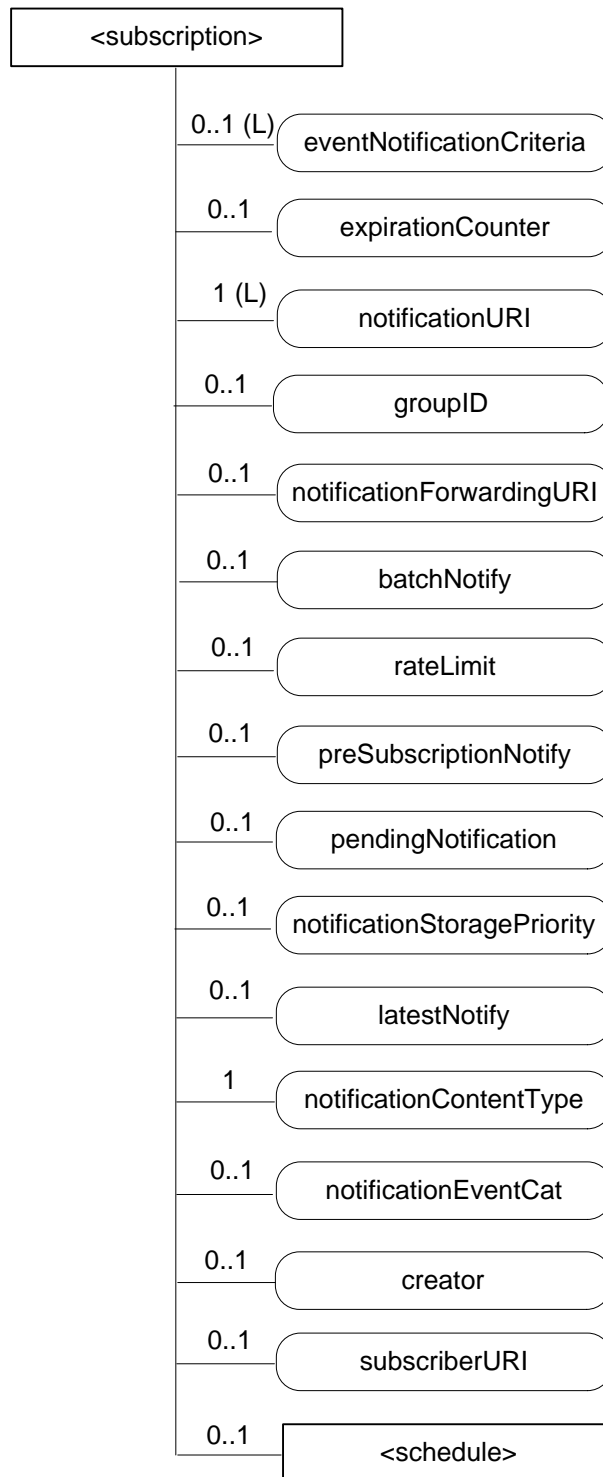 <subscription>
0..1 (L)
eventNotificationCriteria
0..1
expirationCounter
1 (L)
notificationURI
0..1
groupID
0..1
notificationForwardingURI
0..1
batchNotify
0..1
rateLimit
0..1
preSubscriptionNotify
0..1
pendingNotification
0..1
notificationStoragePriority
0..1
latestNotify
1
notificationContentType
0..1
notificationEventCat
0..1
creator
0..1
subscriberURI
0..1
<schedule>